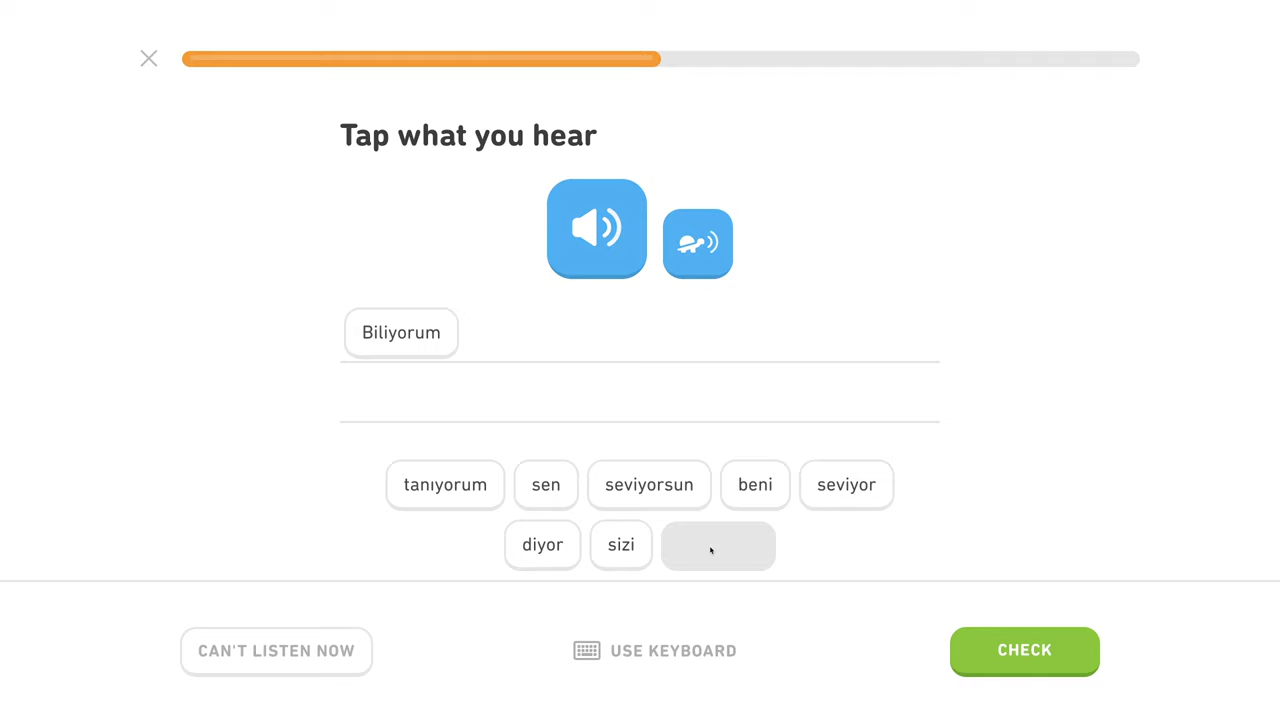 Tap what you hear
Biliyorum
tanıyorum sen seviyorsun beni seviyor
diyor sizi
CAN'T LISTEN NOW USE KEYBOARD CHECK